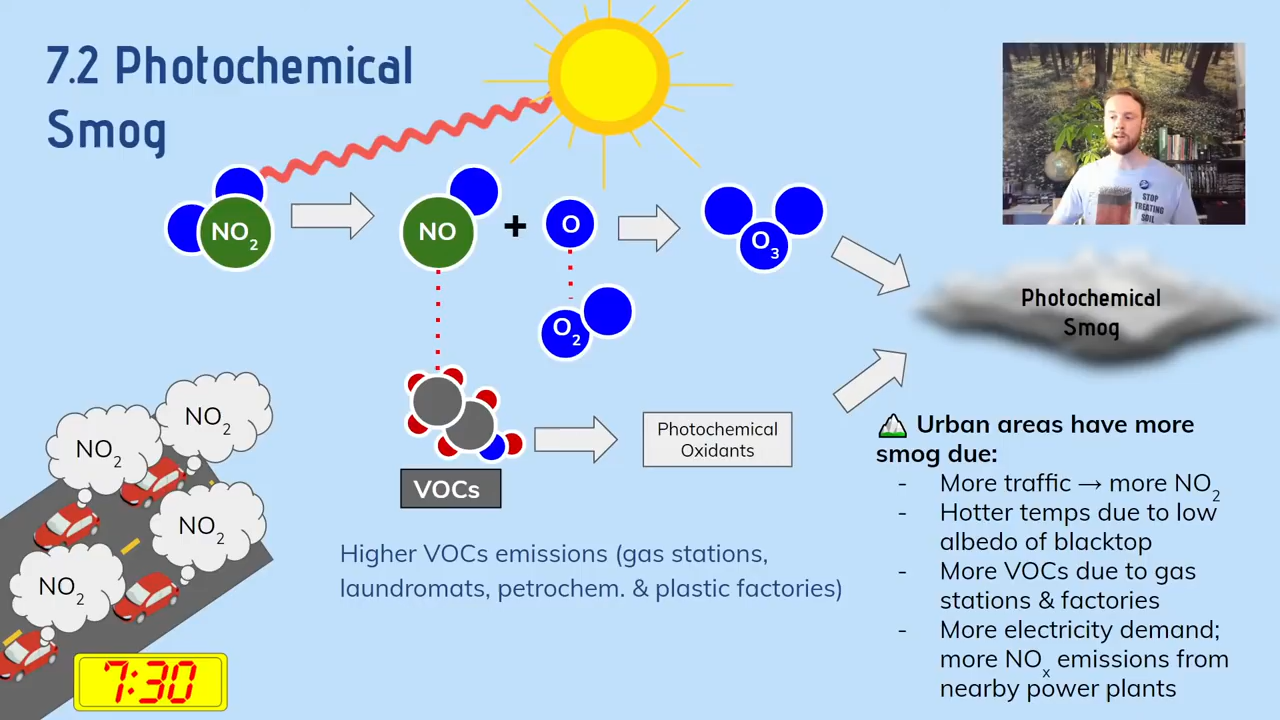 7.2 Photochemical
Smog
NO2
NO
+
O
O3
O2
Photochemical
Smog
STOP
TREATING
SOIL
NO2
NO2
NO2
NO2
VOCs
Photochemical
Oxidants
Higher VOCs emissions (gas stations,
laundromats, petrochem. & plastic factories)
Urban areas have more
smog due:
- More traffic → more NO2
- Hotter temps due to low
albedo of blacktop
- More VOCs due to gas
stations & factories
- More electricity demand;
more NOx emissions from
nearby power plants
7:30